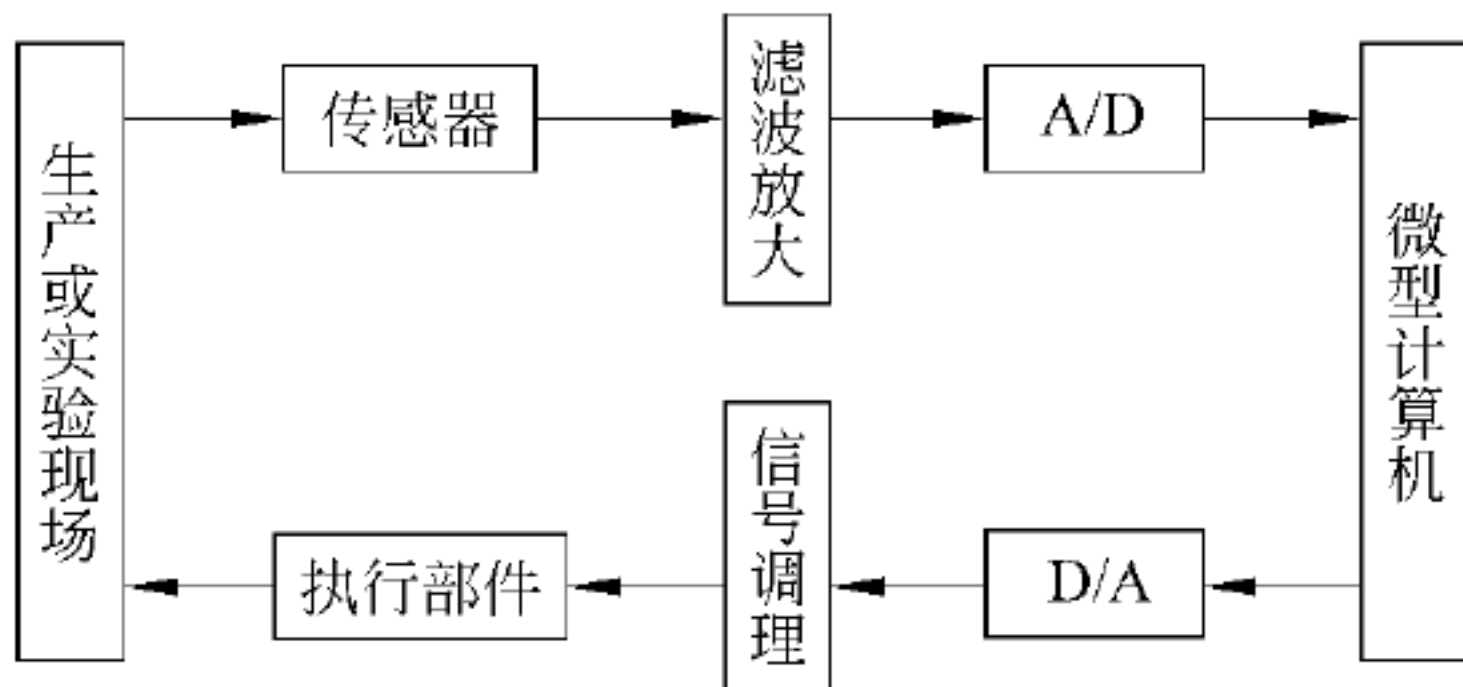 生产或实验现场
传感器
滤波放大
A/D
微型计算机
执行部件
信号调理
D/A